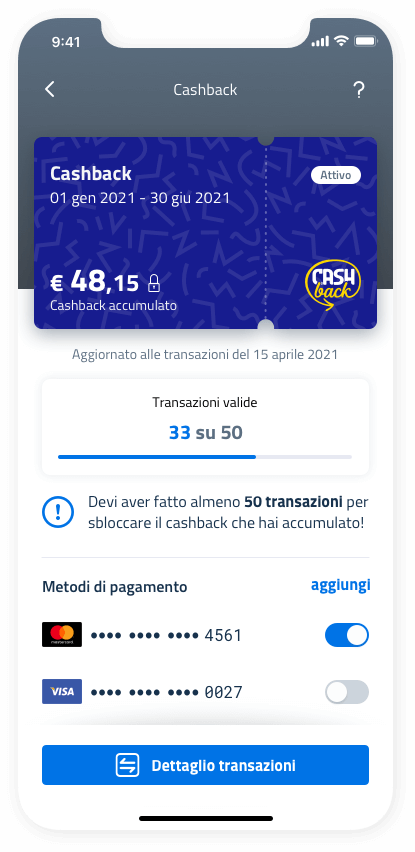 9:41
Cashback
Cashback
Attivo
01 gen 2021 - 30 giu 2021
€ 48,15
Cashback accumulato
CASH
back
Aggiornato alle transazioni del 15 aprile 2021
Transazioni valide
33 su 50
Devi aver fatto almeno 50 transazioni per
sbloccare il cashback che hai accumulato!
Metodi di pagamento
aggiungi
mastercard
•••• •••• •••• 4561
VISA
•••• •••• •••• 0027
Dettaglio transazioni